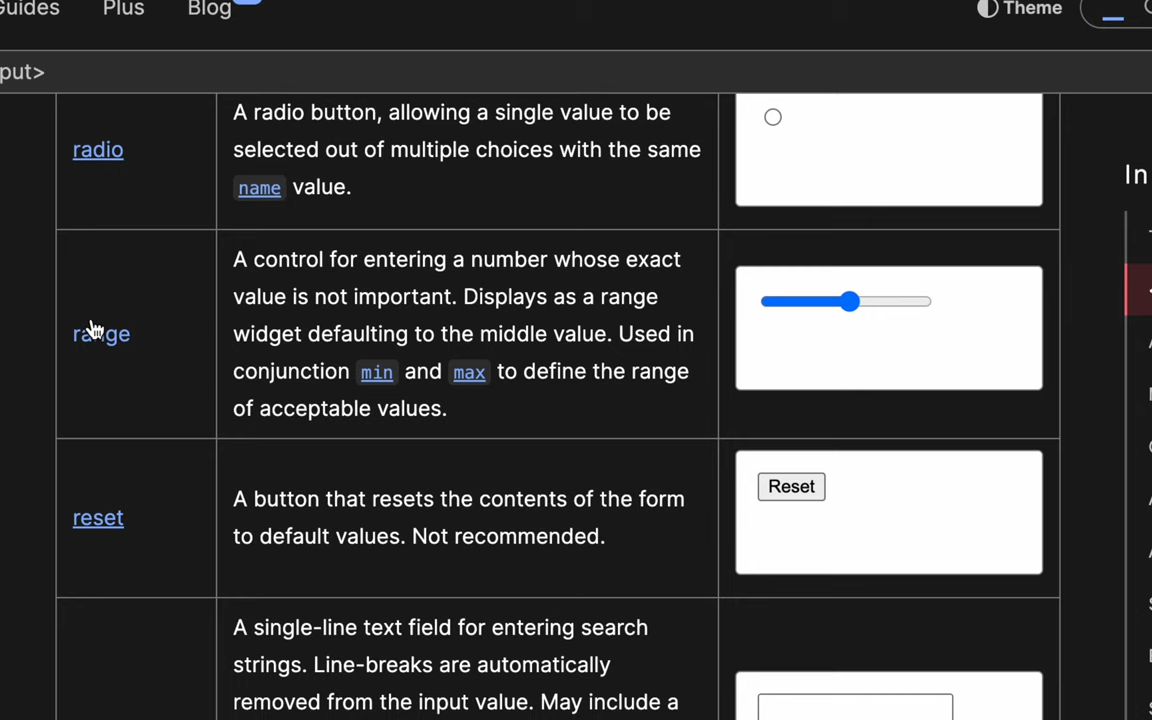 Guides Plus Blog Theme
put>
radio
A radio button, allowing a single value to be
selected out of multiple choices with the same
name value.
In
range
A control for entering a number whose exact
value is not important. Displays as a range
widget defaulting to the middle value. Used in
conjunction min and max to define the range
of acceptable values.
reset
A button that resets the contents of the form
to default values. Not recommended.
Reset
A single-line text field for entering search
strings. Line-breaks are automatically
removed from the input value. May include a